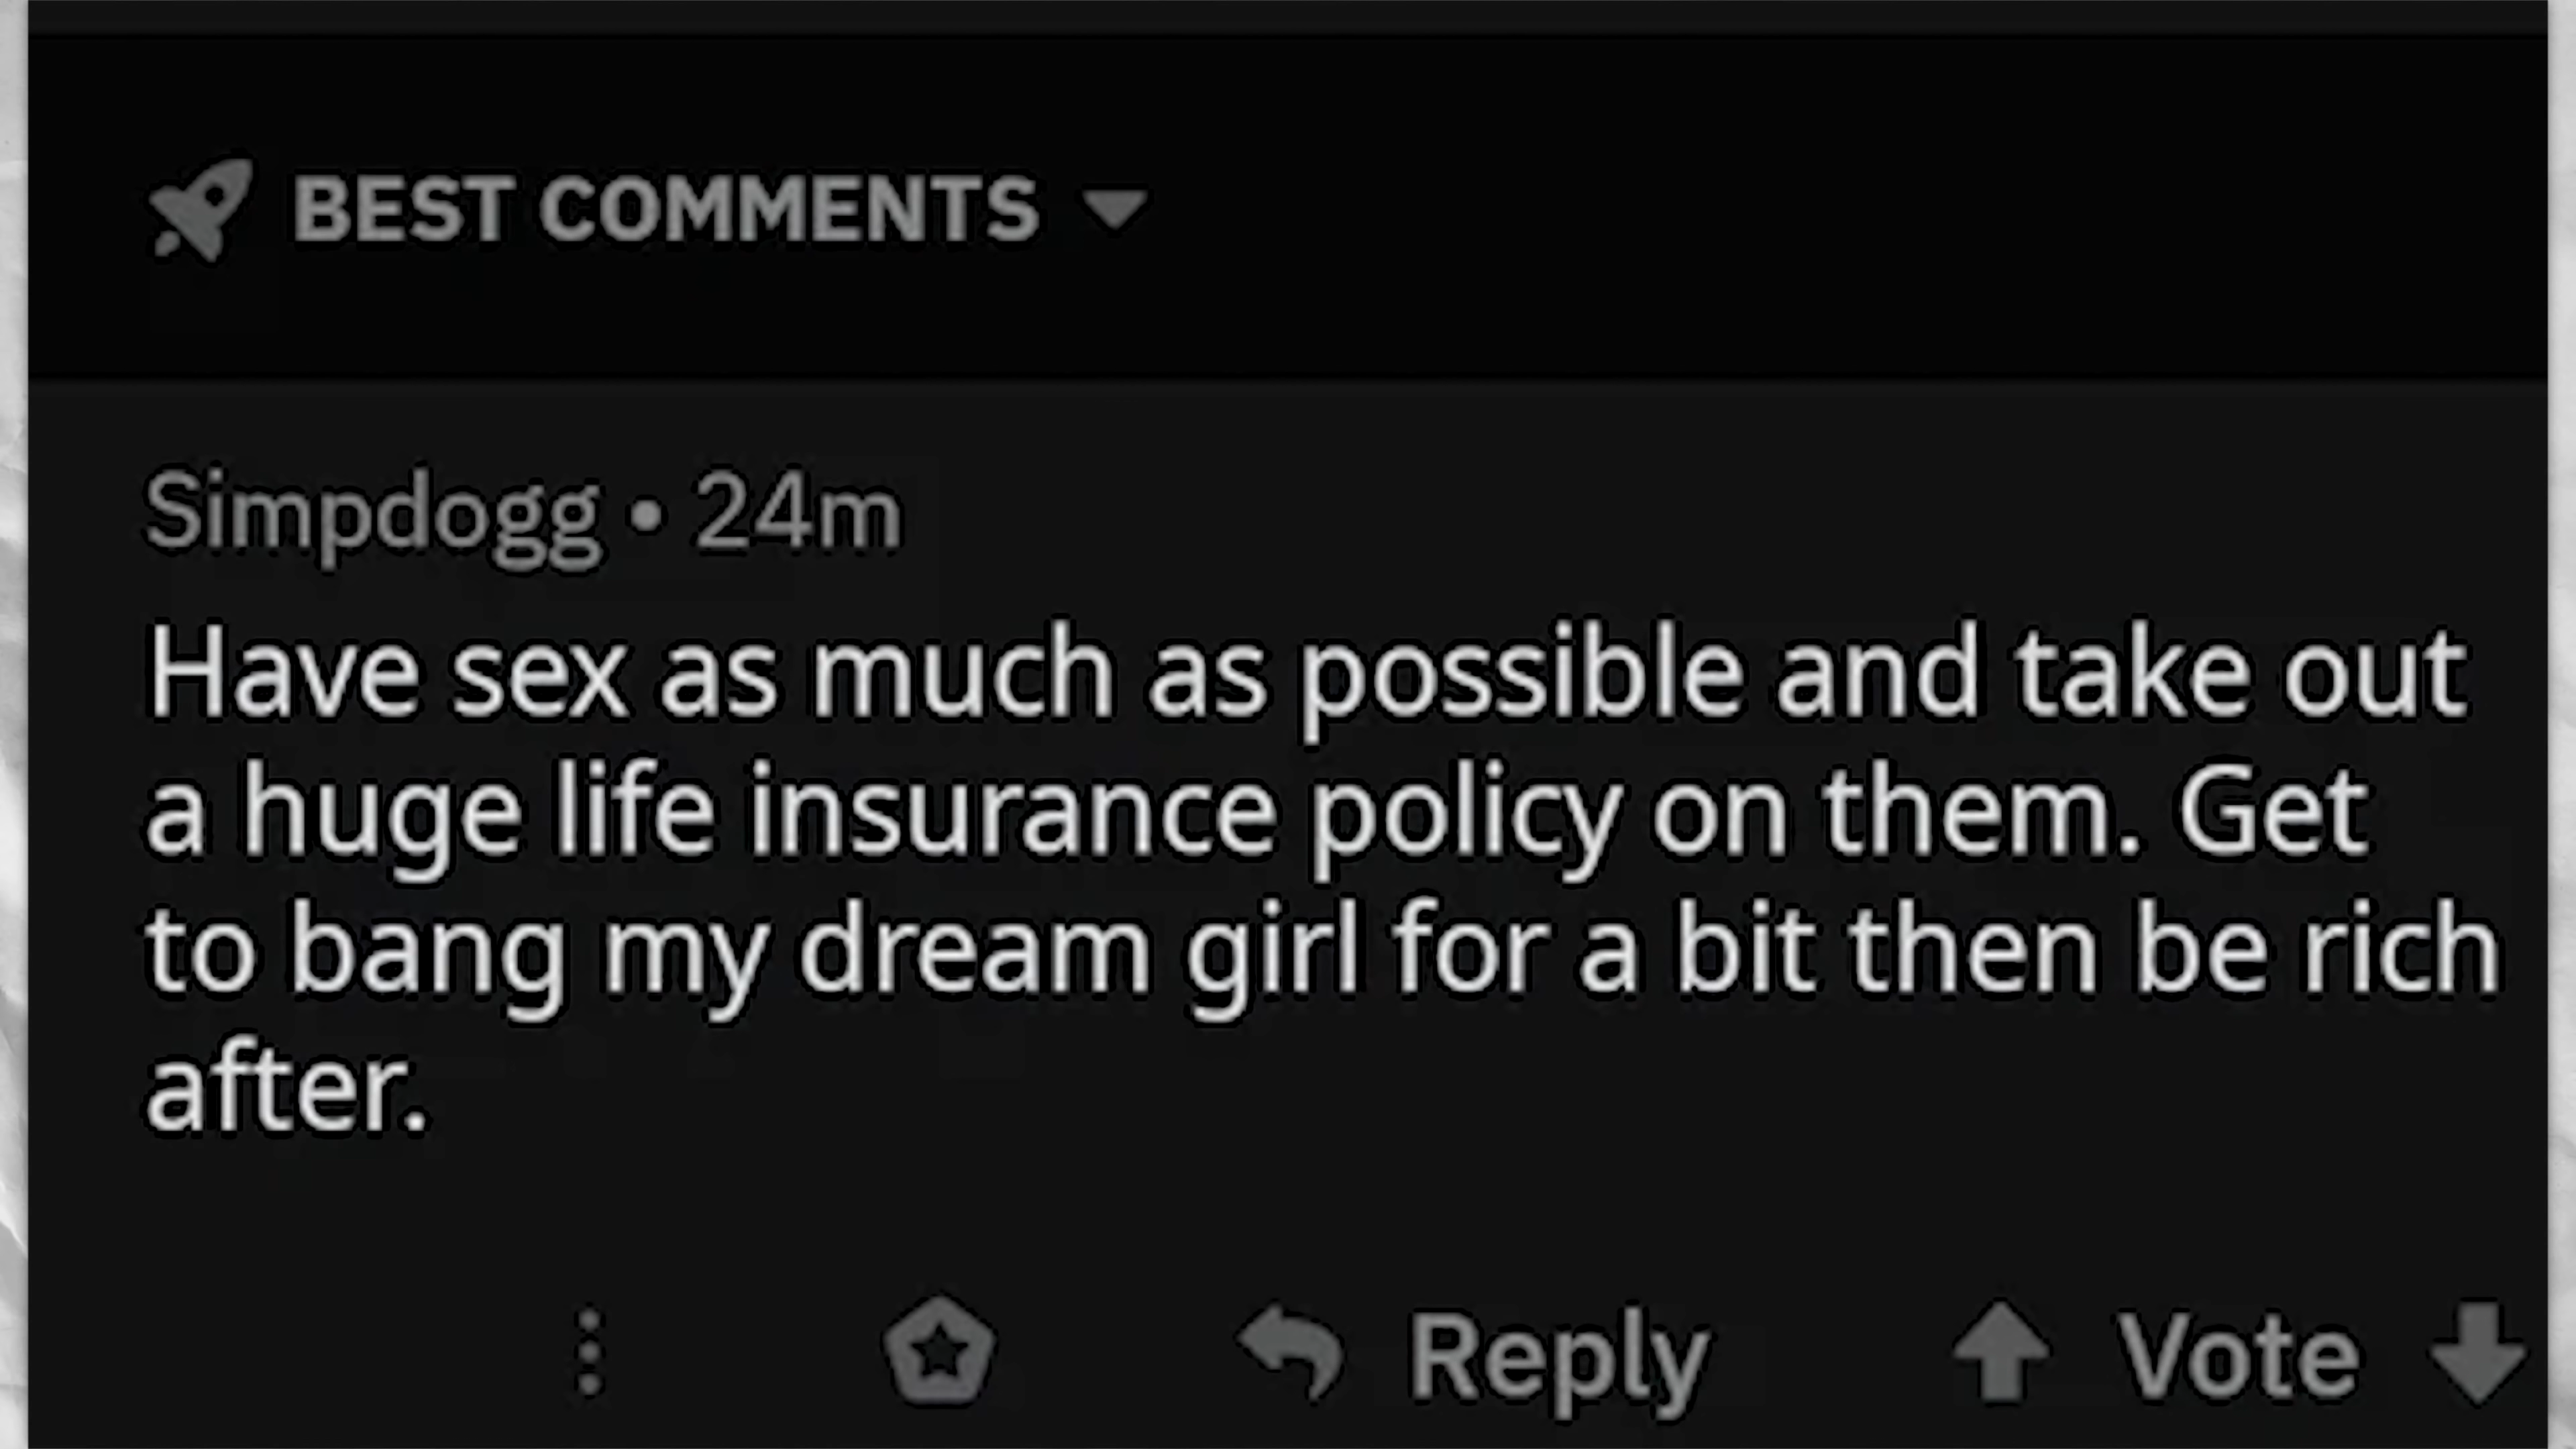 BEST COMMENTS
Simpdogg • 24m
Have sex as much as possible and take out
a huge life insurance policy on them. Get
to bang my dream girl for a bit then be rich
after.
Reply Vote